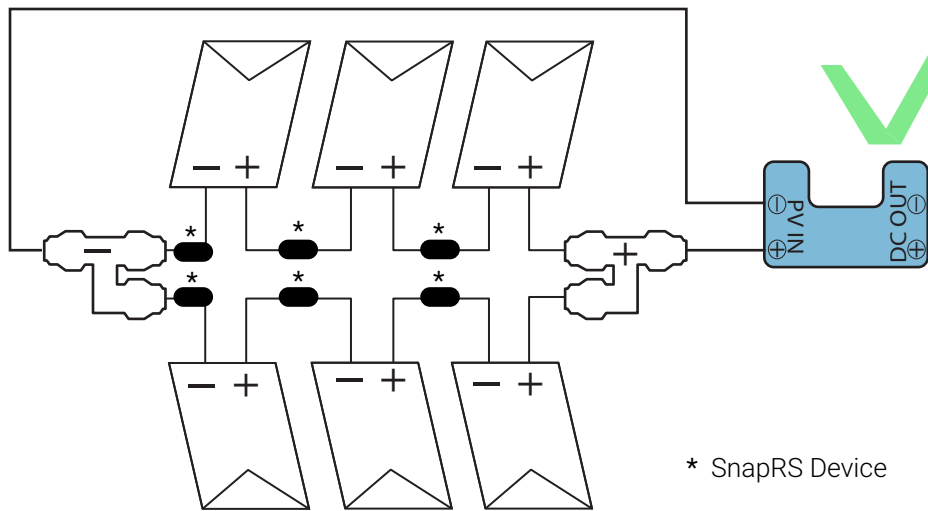 − + − + − +
* * *
− +
⊖ PV IN ⊕
DC OUT ⊖ ⊕
* * *
− + − + − +
* SnapRS Device